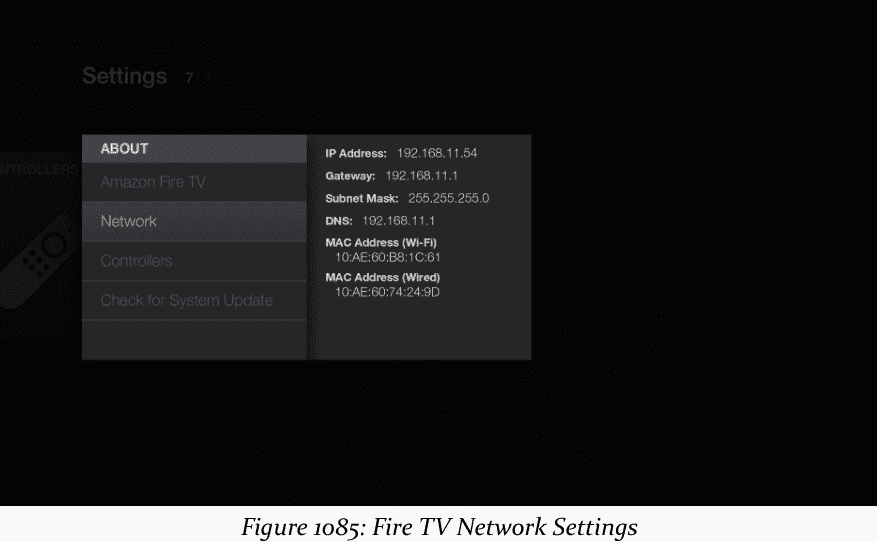 Settings 7 | 7
ABOUT
NTROLLERS
Amazon Fire TV
Network
Controllers
Check for System Update
IP Address: 192.168.11.54
Gateway: 192.168.11.1
Subnet Mask: 255.255.255.0
DNS: 192.168.11.1
MAC Address (Wi-Fi)
10:AE:60:B8:1C:61
MAC Address (Wired)
10:AE:60:74:24:9D
Figure 1085: Fire TV Network Settings